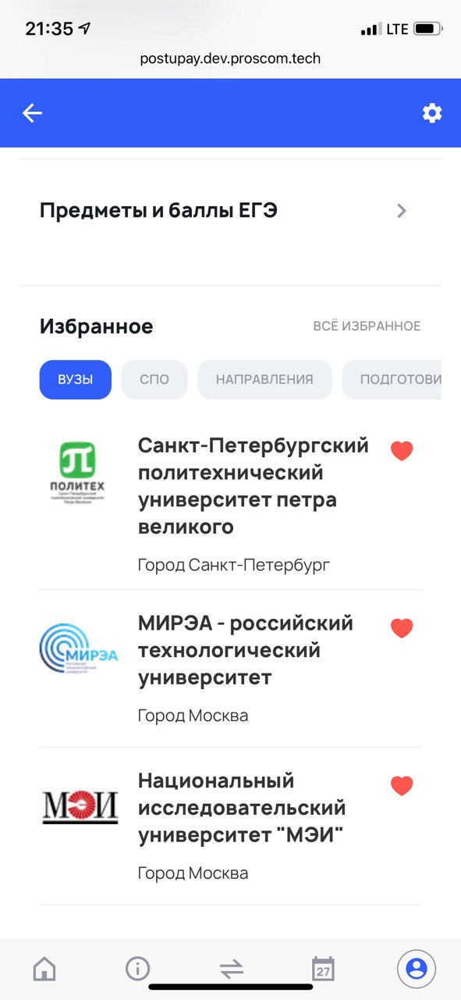 21:35
LTE
postupay.dev.proscom.tech
Предметы и баллы ЕГЭ
Избранное
ВСЁ ИЗБРАННОЕ
ВУЗЫ
СПО
НАПРАВЛЕНИЯ
ПОДГОТОВИ
ПОЛИТЕХ
Санкт-Петербургский
политехнический
университет петра
великого
Город Санкт-Петербург
МИРЭА
МИРЭА - российский
технологический
университет
Город Москва
МЭИ
Национальный
исследовательский
университет "МЭИ"
Город Москва
27